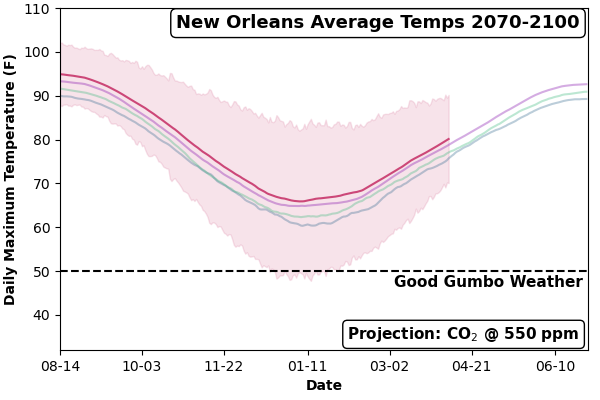 New Orleans Average Temps 2070-2100
Daily Maximum Temperature (F)
110
100
90
80
70
60
50
40
Good Gumbo Weather
Projection: CO₂ @ 550 ppm
08-14 10-03 11-22 01-11 03-02 04-21 06-10
Date